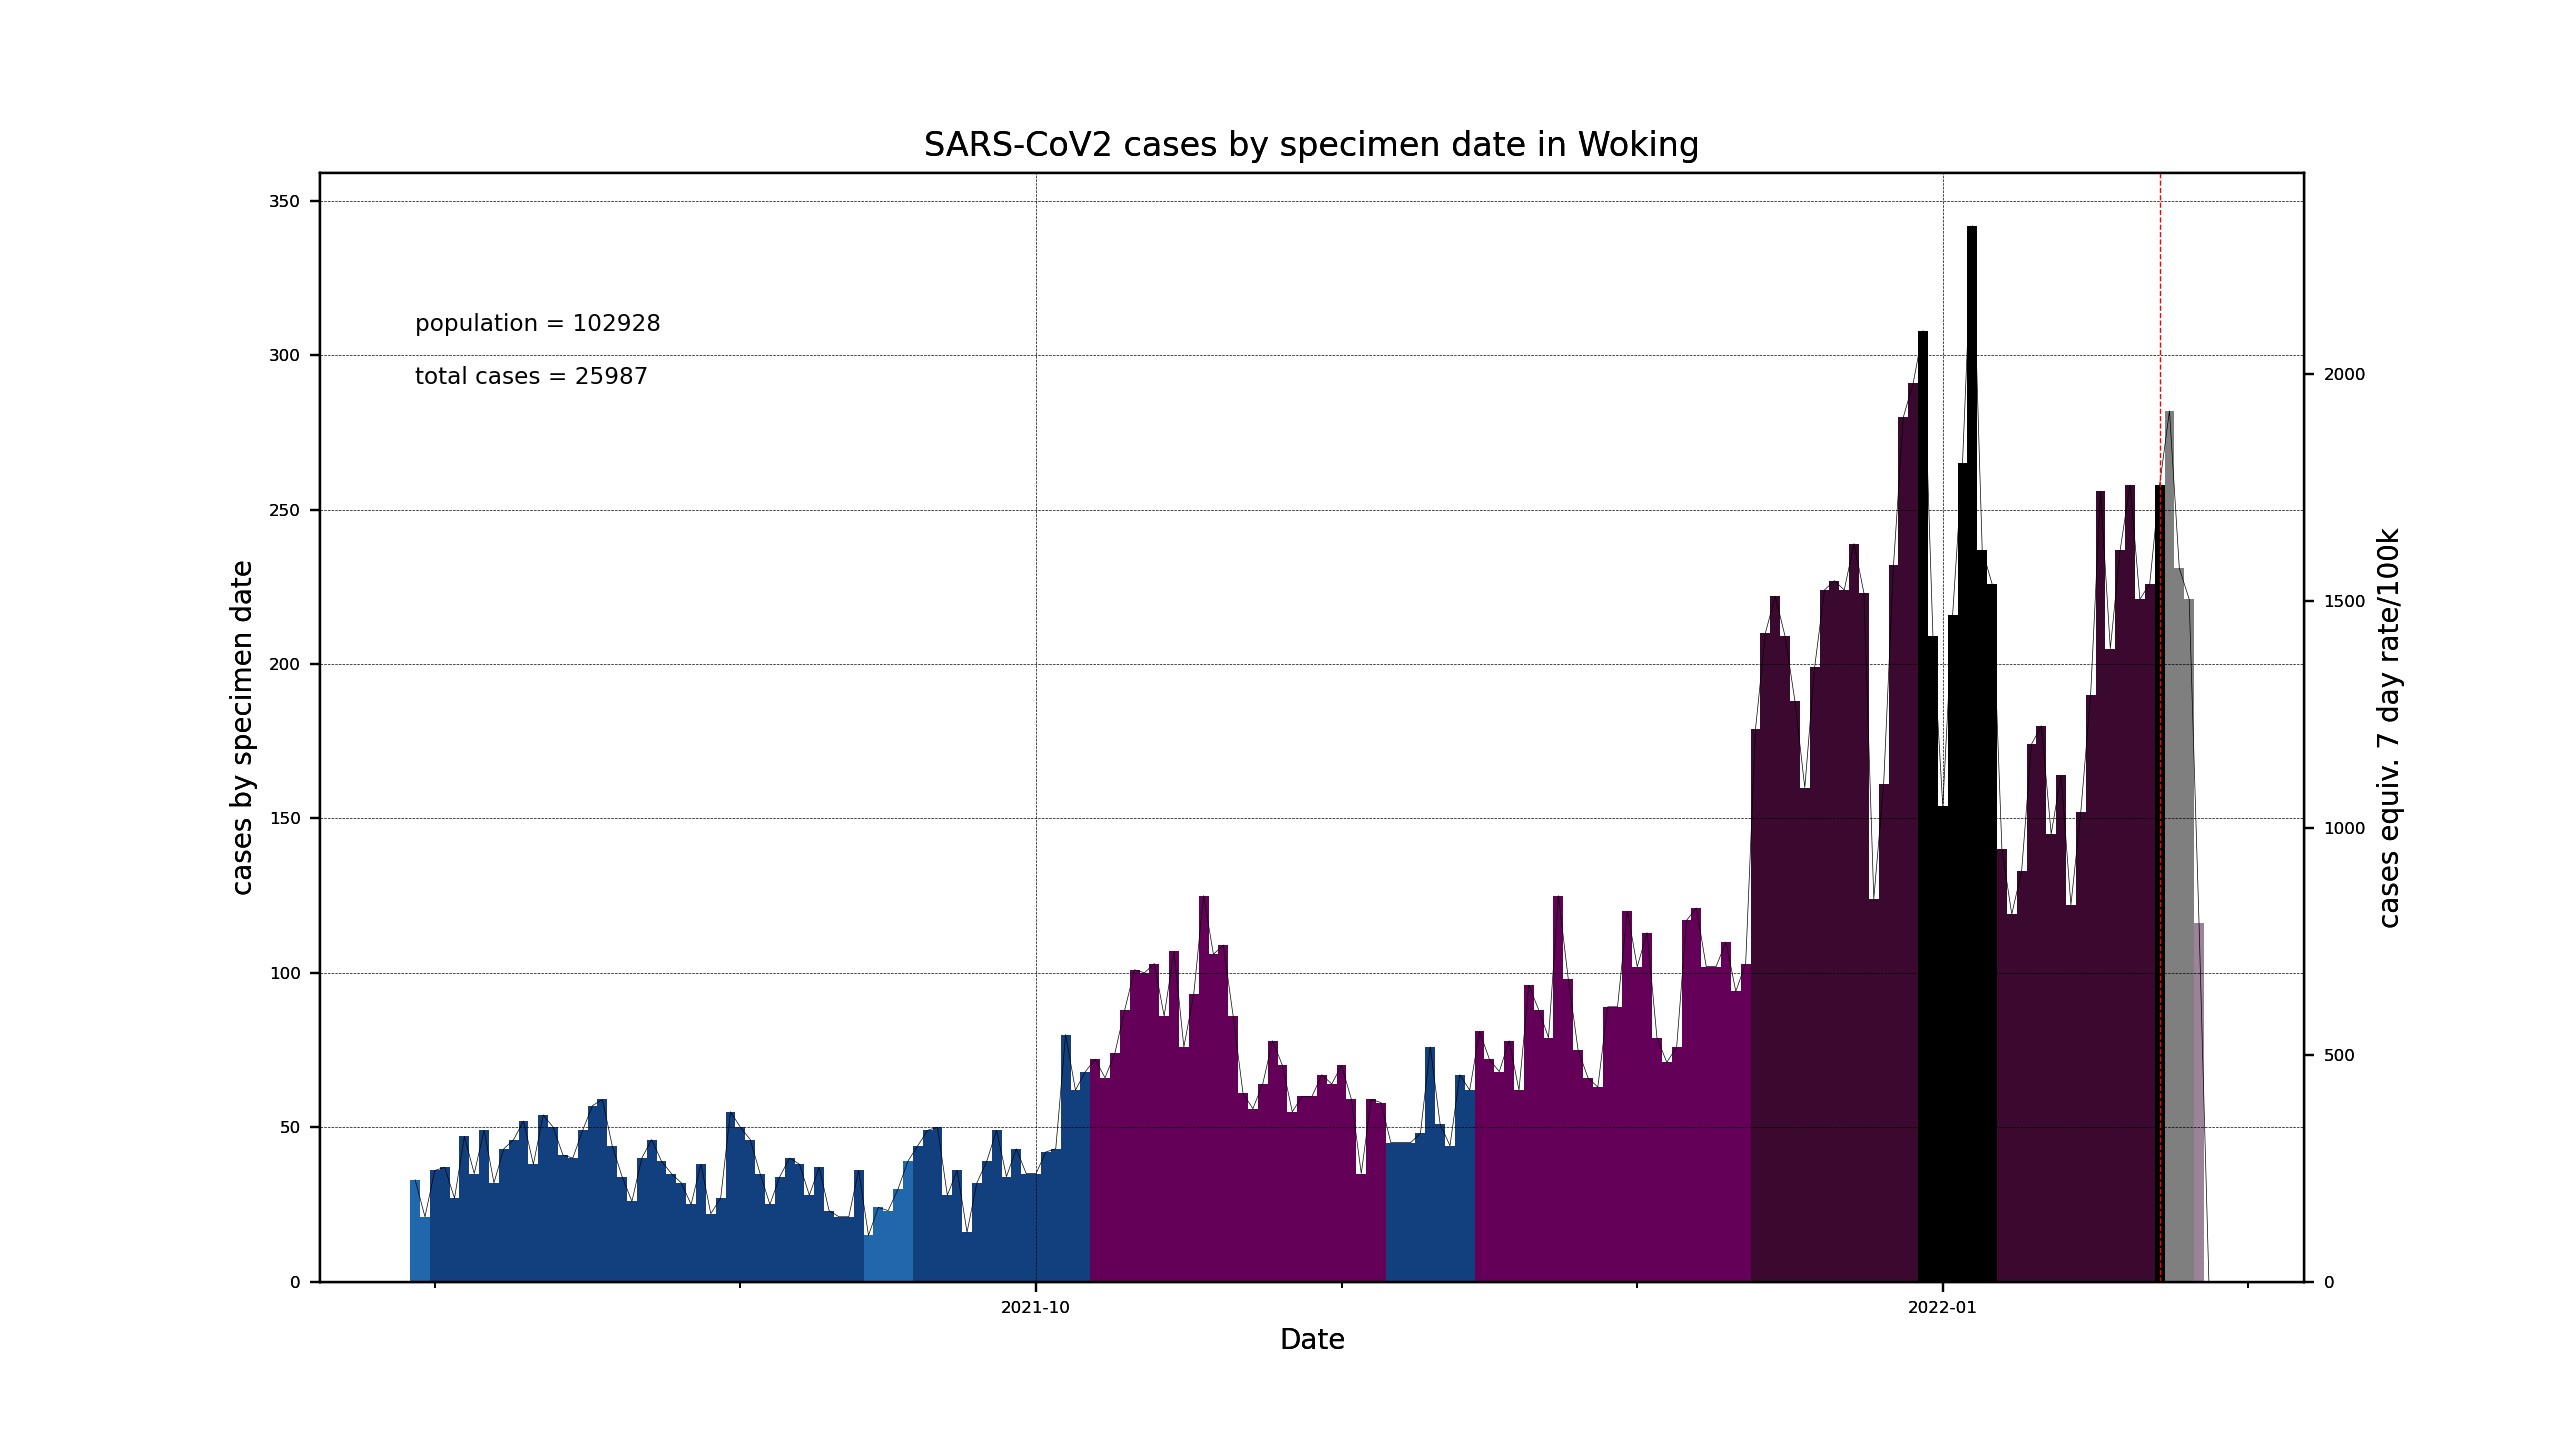 SARS-CoV2 cases by specimen date in Woking
population = 102928
total cases = 25987
cases by specimen date
350
300
250
200
150
100
50
0
2000
1500
1000
500
0
cases equiv. 7 day rate/100k
2021-10
2022-01
Date